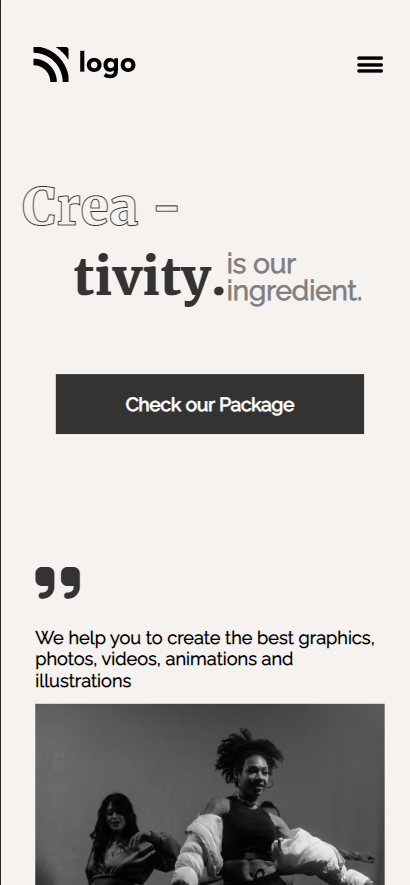 logo
Crea -
tivity.
is our
ingredient.
Check our Package
We help you to create the best graphics,
photos, videos, animations and
illustrations